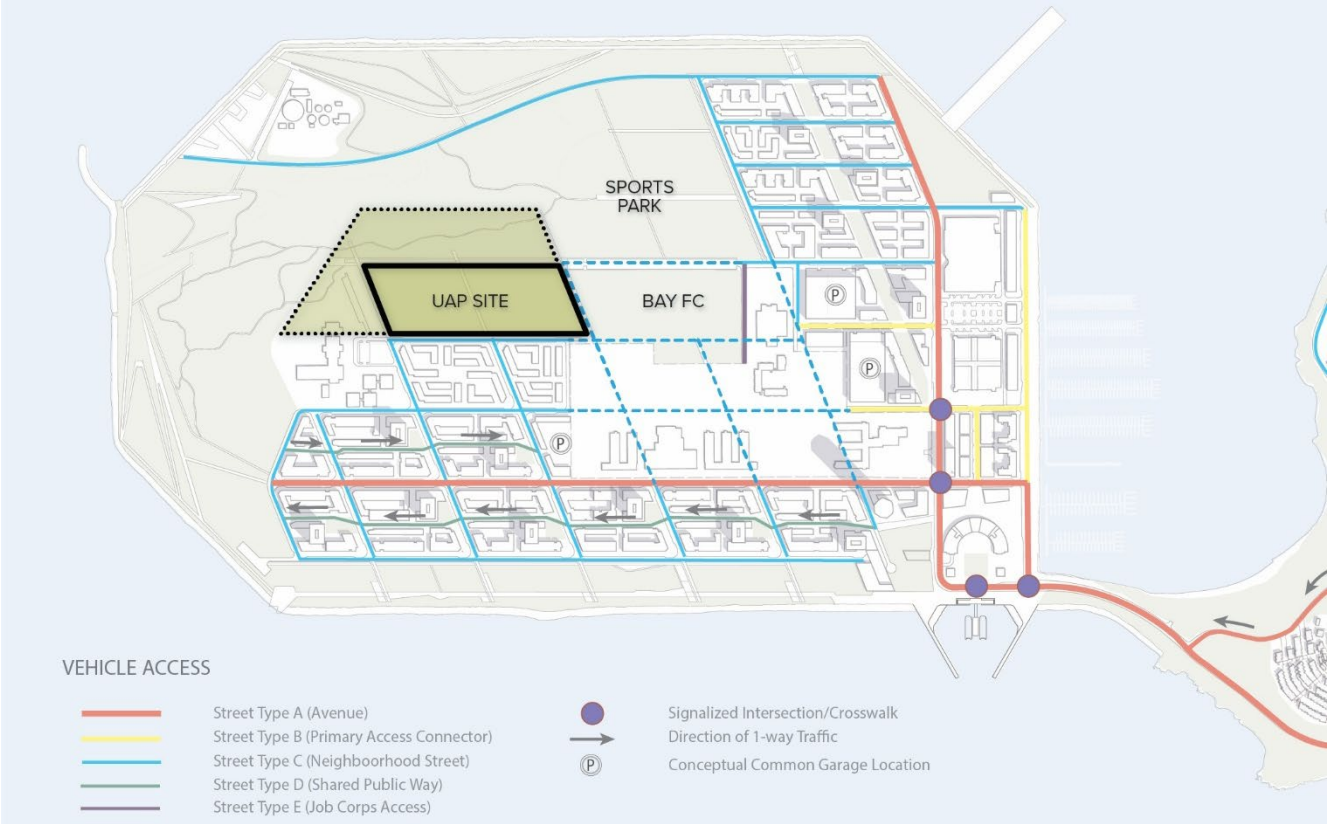 SPORTS
PARK
UAP SITE
BAY FC
P
P
P
VEHICLE ACCESS
Street Type A (Avenue)
Street Type B (Primary Access Connector)
Street Type C (Neighboorhood Street)
Street Type D (Shared Public Way)
Street Type E (Job Corps Access)
Signalized Intersection/Crosswalk
Direction of 1-way Traffic
P
Conceptual Common Garage Location